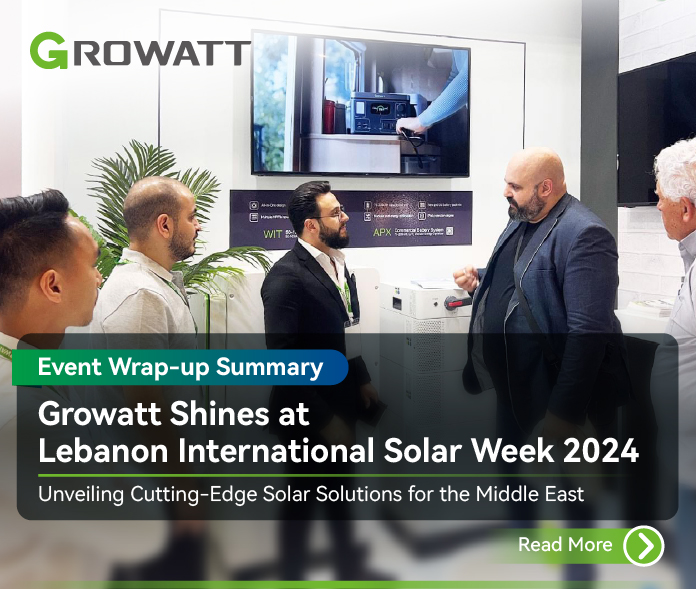 GROWATT
WIT
APX Commercial Battery System
Event Wrap-up Summary
Growatt Shines at
Lebanon International Solar Week 2024
Unveiling Cutting-Edge Solar Solutions for the Middle East
Read More